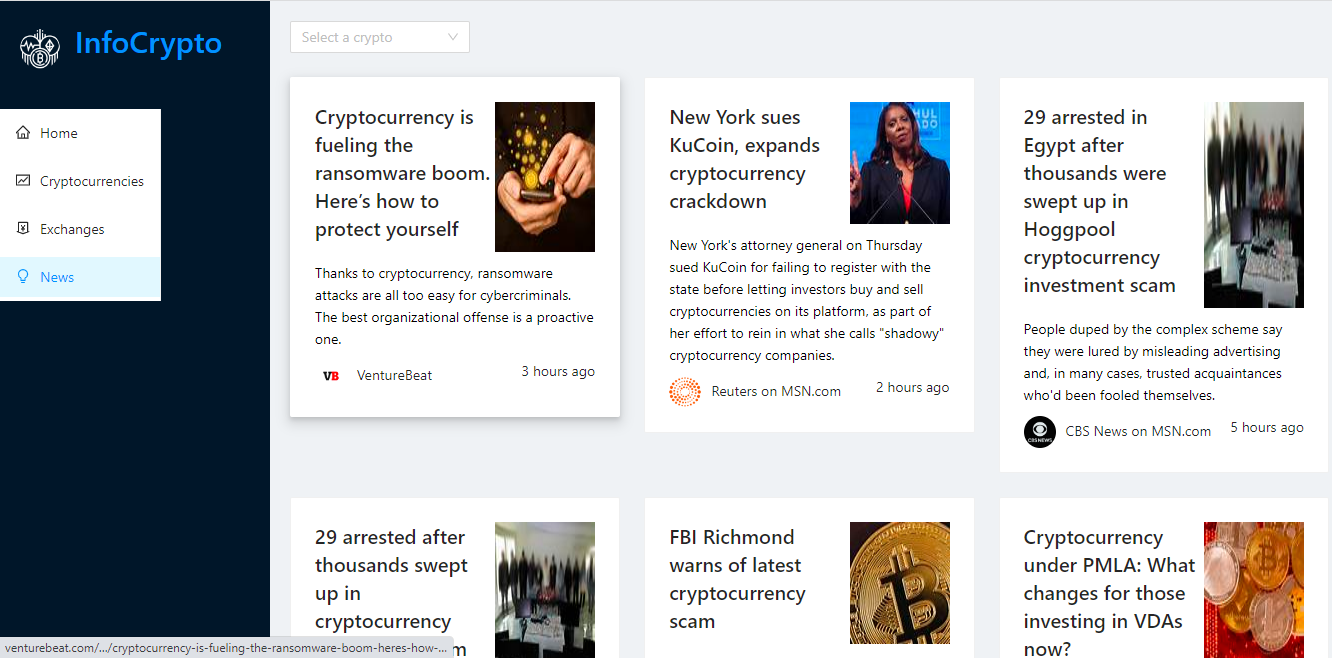 InfoCrypto
Select a crypto
Home
Cryptocurrencies
Exchanges
News
Cryptocurrency is
fueling the
ransomware boom.
Here’s how to
protect yourself
Thanks to cryptocurrency, ransomware
attacks are all too easy for cybercriminals.
The best organizational offense is a proactive
one.
VB
VentureBeat
3 hours ago
New York sues
KuCoin, expands
cryptocurrency
crackdown
New York's attorney general on Thursday
sued KuCoin for failing to register with the
state before letting investors buy and sell
cryptocurrencies on its platform, as part of
her effort to rein in what she calls "shadowy"
cryptocurrency companies.
Reuters on MSN.com
2 hours ago
29 arrested in
Egypt after
thousands were
swept up in
Hoggpool
cryptocurrency
investment scam
People duped by the complex scheme say
they were lured by misleading advertising
and, in many cases, trusted acquaintances
who'd been fooled themselves.
CBS NEWS
CBS News on MSN.com
5 hours ago
29 arrested after
thousands swept
up in
cryptocurrency
FBI Richmond
warns of latest
cryptocurrency
scam
Cryptocurrency
under PMLA: What
changes for those
investing in VDAs
now?
venturebeat.com/.../cryptocurrency-is-fueling-the-ransomware-boom-heres-how-...